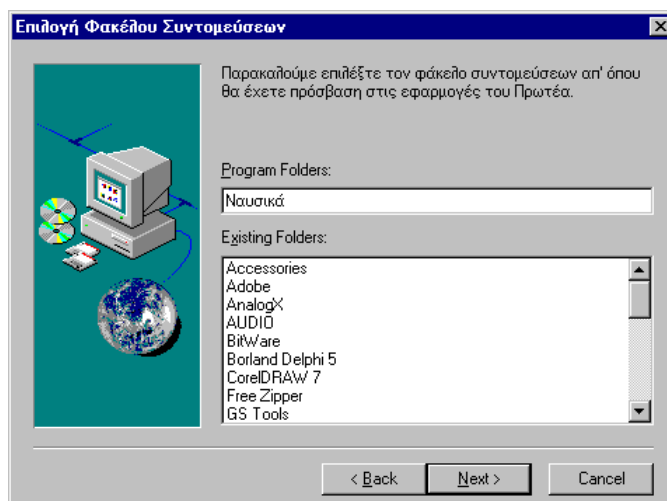 Επιλογή Φακέλου Συντομεύσεων
Παρακαλούμε επιλέξτε τον φάκελο συντομεύσεων απ' όπου
θα έχετε πρόσβαση στις εφαρμογές του Πρωτέα.
Program Folders:
Ναυσικά
Existing Folders:
Accessories
Adobe
AnalogX
AUDIO
BitWare
Borland Delphi 5
CorelDRAW 7
Free Zipper
GS Tools
< Back
Next >
Cancel